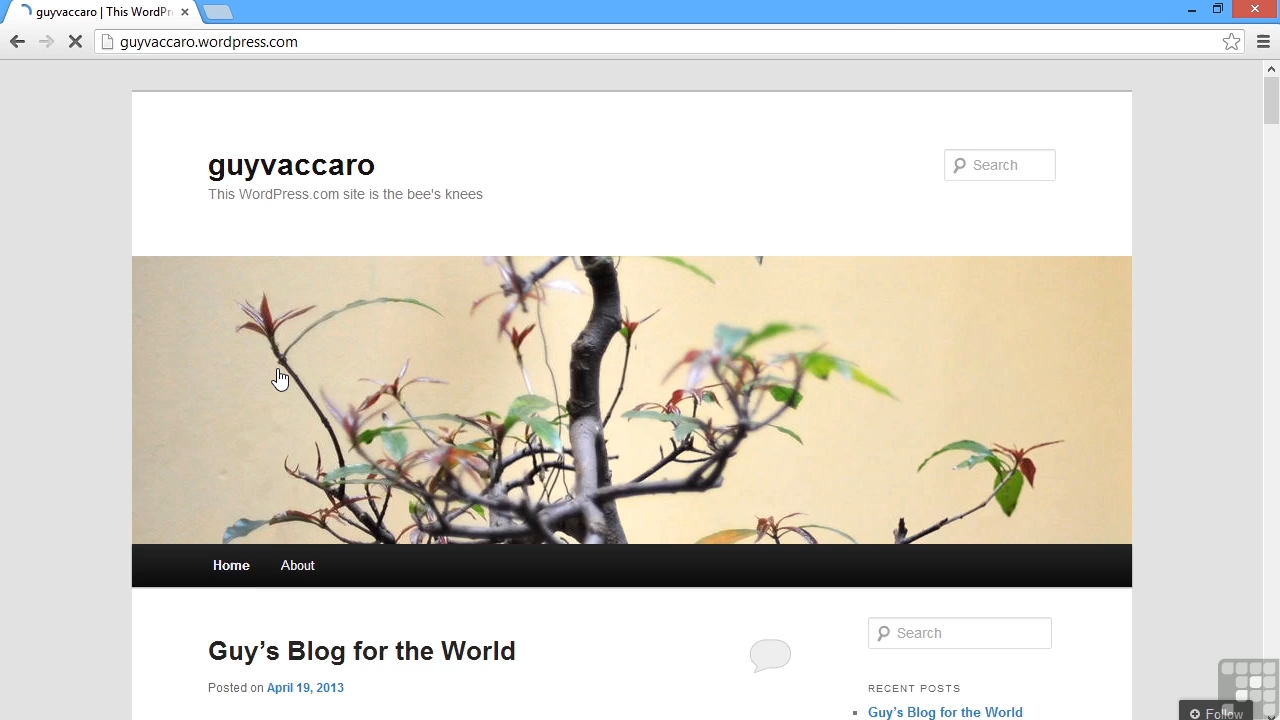 guyvaccaro | This WordPr
guyvaccaro.wordpress.com
guyvaccaro
This WordPress.com site is the bee's knees
Search
Home
About
Guy’s Blog for the World
Posted on April 19, 2013
Search
RECENT POSTS
Guy’s Blog for the World
Follow